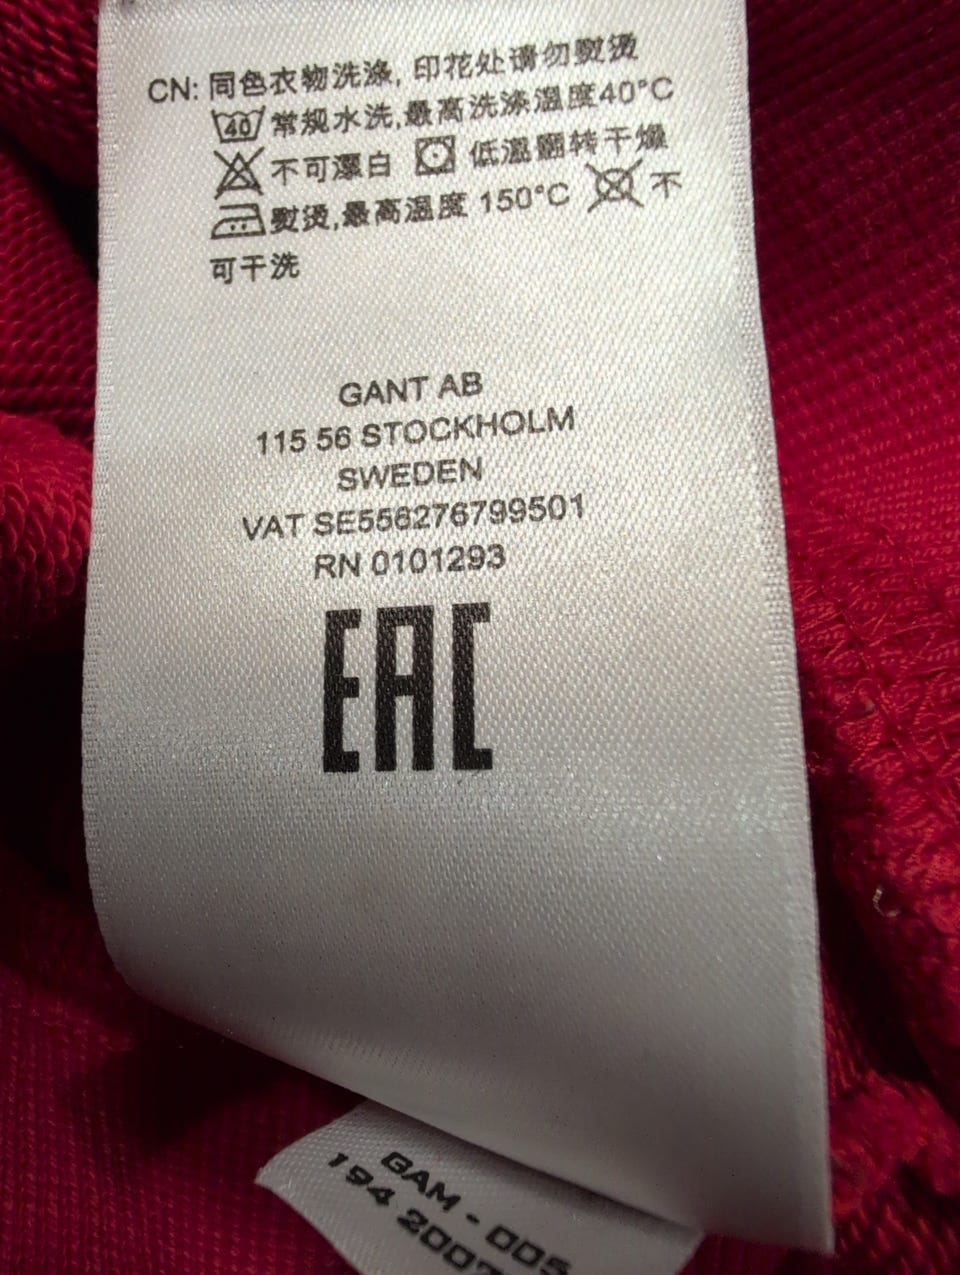 CN: 同色衣物洗涤, 印花处请勿熨烫
40 常规水洗,最高洗涤温度40°C
不可漂白 低温翻转干燥
熨烫,最高温度 150°C 不
可干洗
GANT AB
115 56 STOCKHOLM
SWEDEN
VAT SE556276799501
RN 0101293
EAC
GAM - 005
194 2007